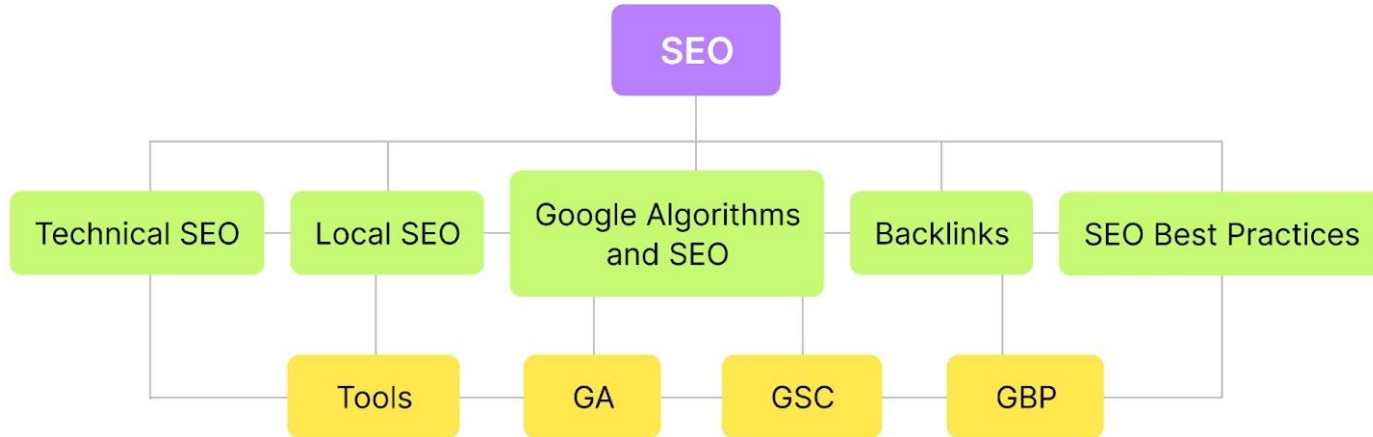 SEO
Technical SEO
Local SEO
Google Algorithms
and SEO
Backlinks
SEO Best Practices
Tools
GA
GSC
GBP